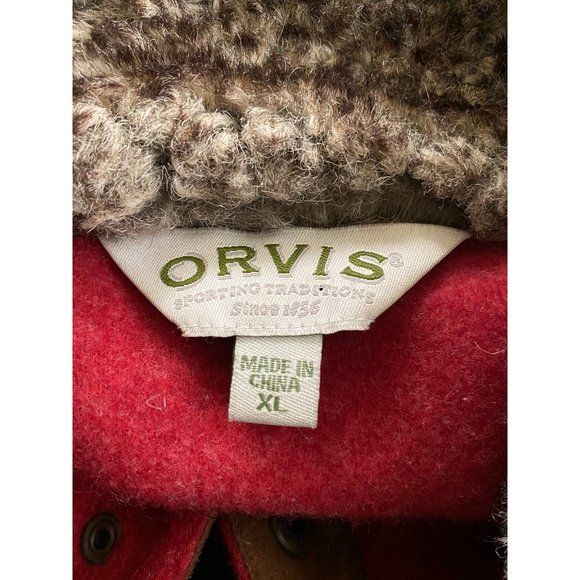 ORVIS®
SPORTING TRADITIONS
Since 1856
MADE IN
CHINA
XL